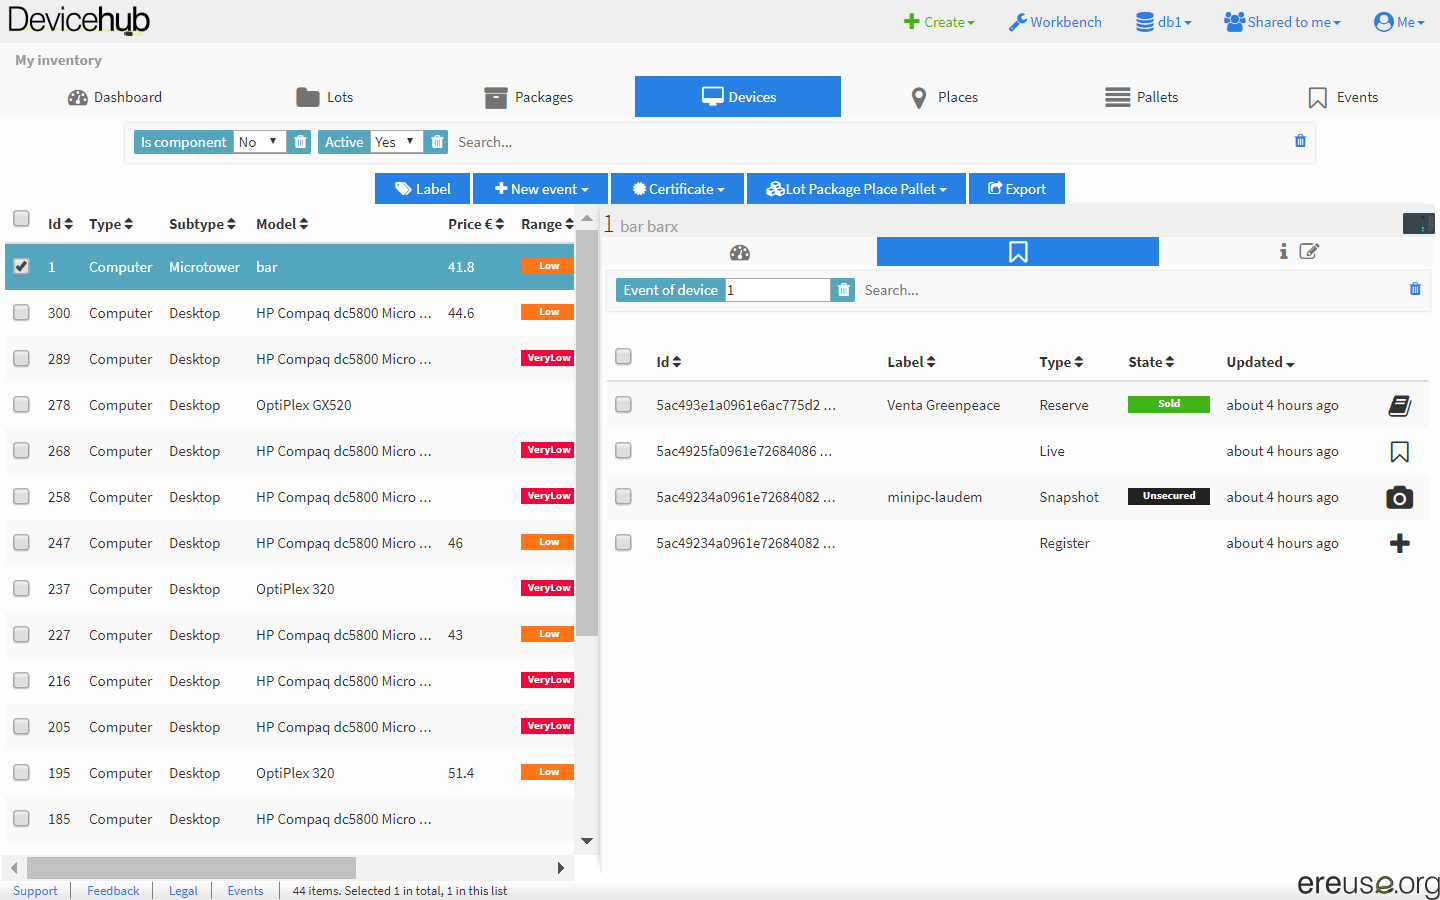 Devicehub
Create Workbench db1 Shared to me Me
My inventory
Dashboard Lots Packages Devices Places Pallets Events
Is component No Active Yes Search...
Label New event Certificate Lot Package Place Pallet Export
Id Type Subtype Model Price € Range
1 Computer Microtower bar 41.8 Low
300 Computer Desktop HP Compaq dc5800 Micro ... 44.6 Low
289 Computer Desktop HP Compaq dc5800 Micro ... VeryLow
278 Computer Desktop OptiPlex GX520
268 Computer Desktop HP Compaq dc5800 Micro ... VeryLow
258 Computer Desktop HP Compaq dc5800 Micro ... VeryLow
247 Computer Desktop HP Compaq dc5800 Micro ... 46 Low
237 Computer Desktop OptiPlex 320 VeryLow
227 Computer Desktop HP Compaq dc5800 Micro ... 43 Low
216 Computer Desktop HP Compaq dc5800 Micro ... VeryLow
205 Computer Desktop HP Compaq dc5800 Micro ... VeryLow
195 Computer Desktop OptiPlex 320 51.4 Low
185 Computer Desktop HP Compaq dc5800 Micro ...
1 bar barx
Event of device 1 Search...
Id Label Type State Updated
5ac493e1a0961e6ac775d2 ... Venta Greenpeace Reserve Sold about 4 hours ago
5ac4925fa0961e72684086 ... Live about 4 hours ago
5ac49234a0961e72684082 ... minipc-laudem Snapshot Unsecured about 4 hours ago
5ac49234a0961e72684082 ... Register about 4 hours ago
Support Feedback Legal Events 44 items. Selected 1 in total, 1 in this list
ereuse.org